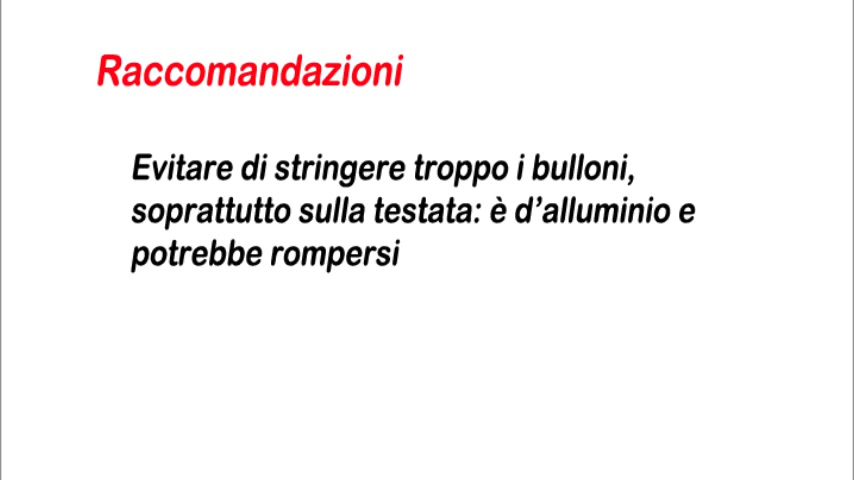 Raccomandazioni
Evitare di stringere troppo i bulloni,
soprattutto sulla testata: è d’alluminio e
potrebbe rompersi